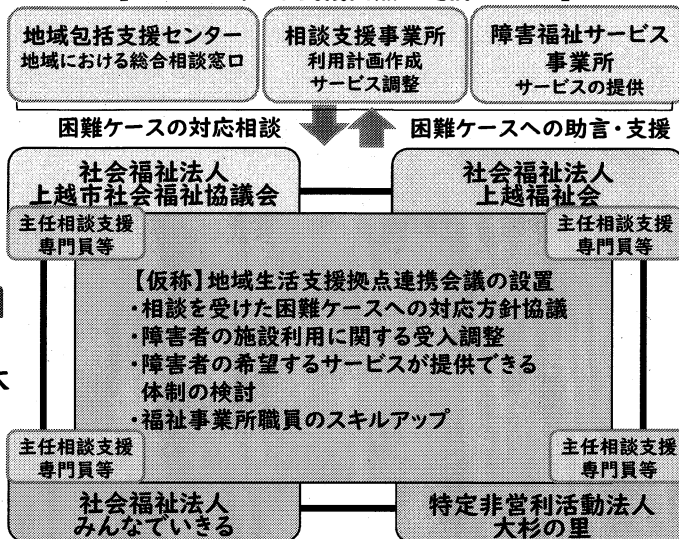 地域包括支援センター
地域における総合相談窓口
相談支援事業所
利用計画作成
サービス調整
障害福祉サービス
事業所
サービスの提供
困難ケースの対応相談
困難ケースへの助言・支援
社会福祉法人
上越市社会福祉協議会
社会福祉法人
上越福祉会
主任相談支援
専門員等
主任相談支援
専門員等
【仮称】地域生活支援拠点連携会議の設置
・相談を受けた困難ケースへの対応方針協議
・障害者の施設利用に関する受入調整
・障害者の希望するサービスが提供できる
体制の検討
・福祉事業所職員のスキルアップ
主任相談支援
専門員等
主任相談支援
専門員等
社会福祉法人
みんなでいきる
特定非営利活動法人
大杉の里